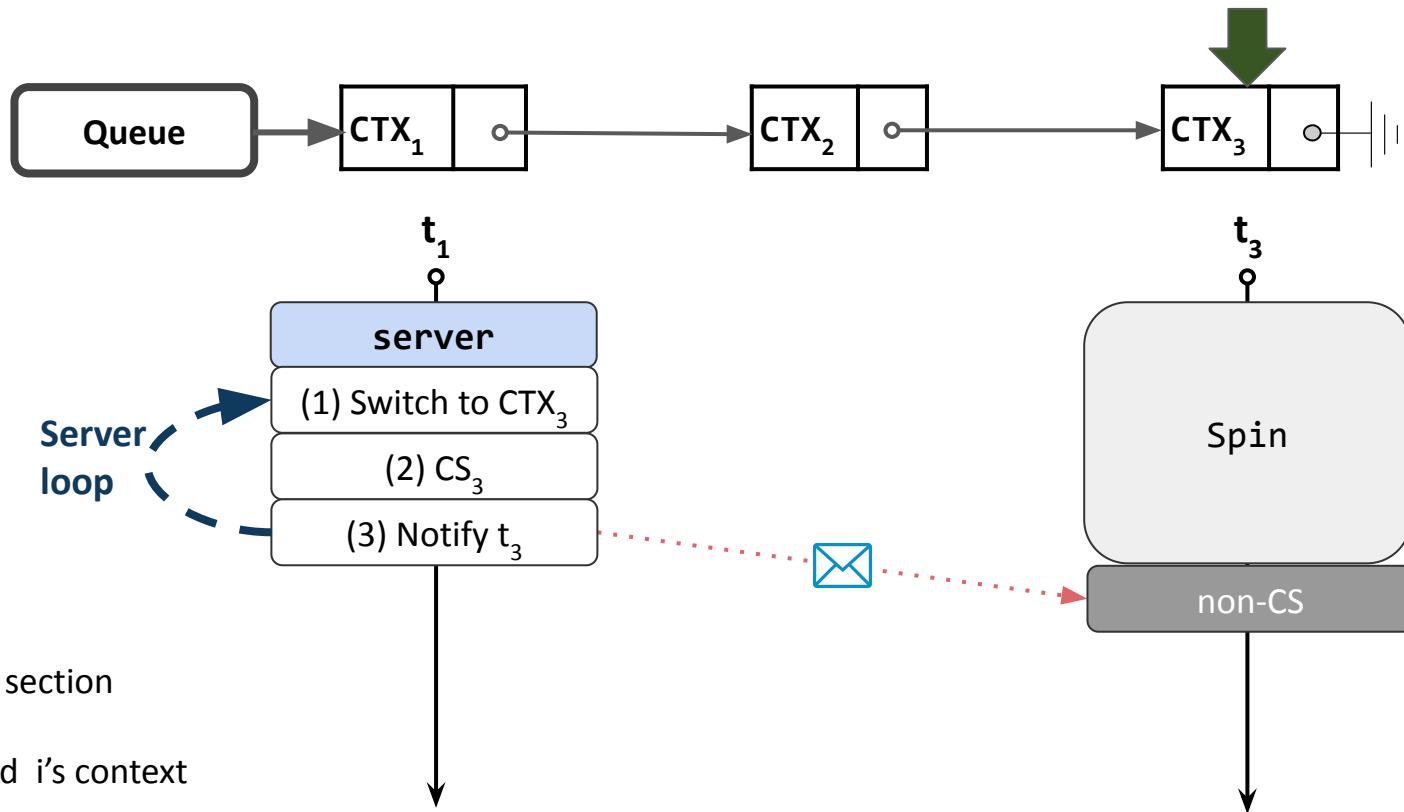 Queue
CTX1
CTX2
CTX3
t1
t3
server
(1) Switch to CTX3
Spin
Server
loop
(2) CS3
(3) Notify t3
non-CS
section
d i's context